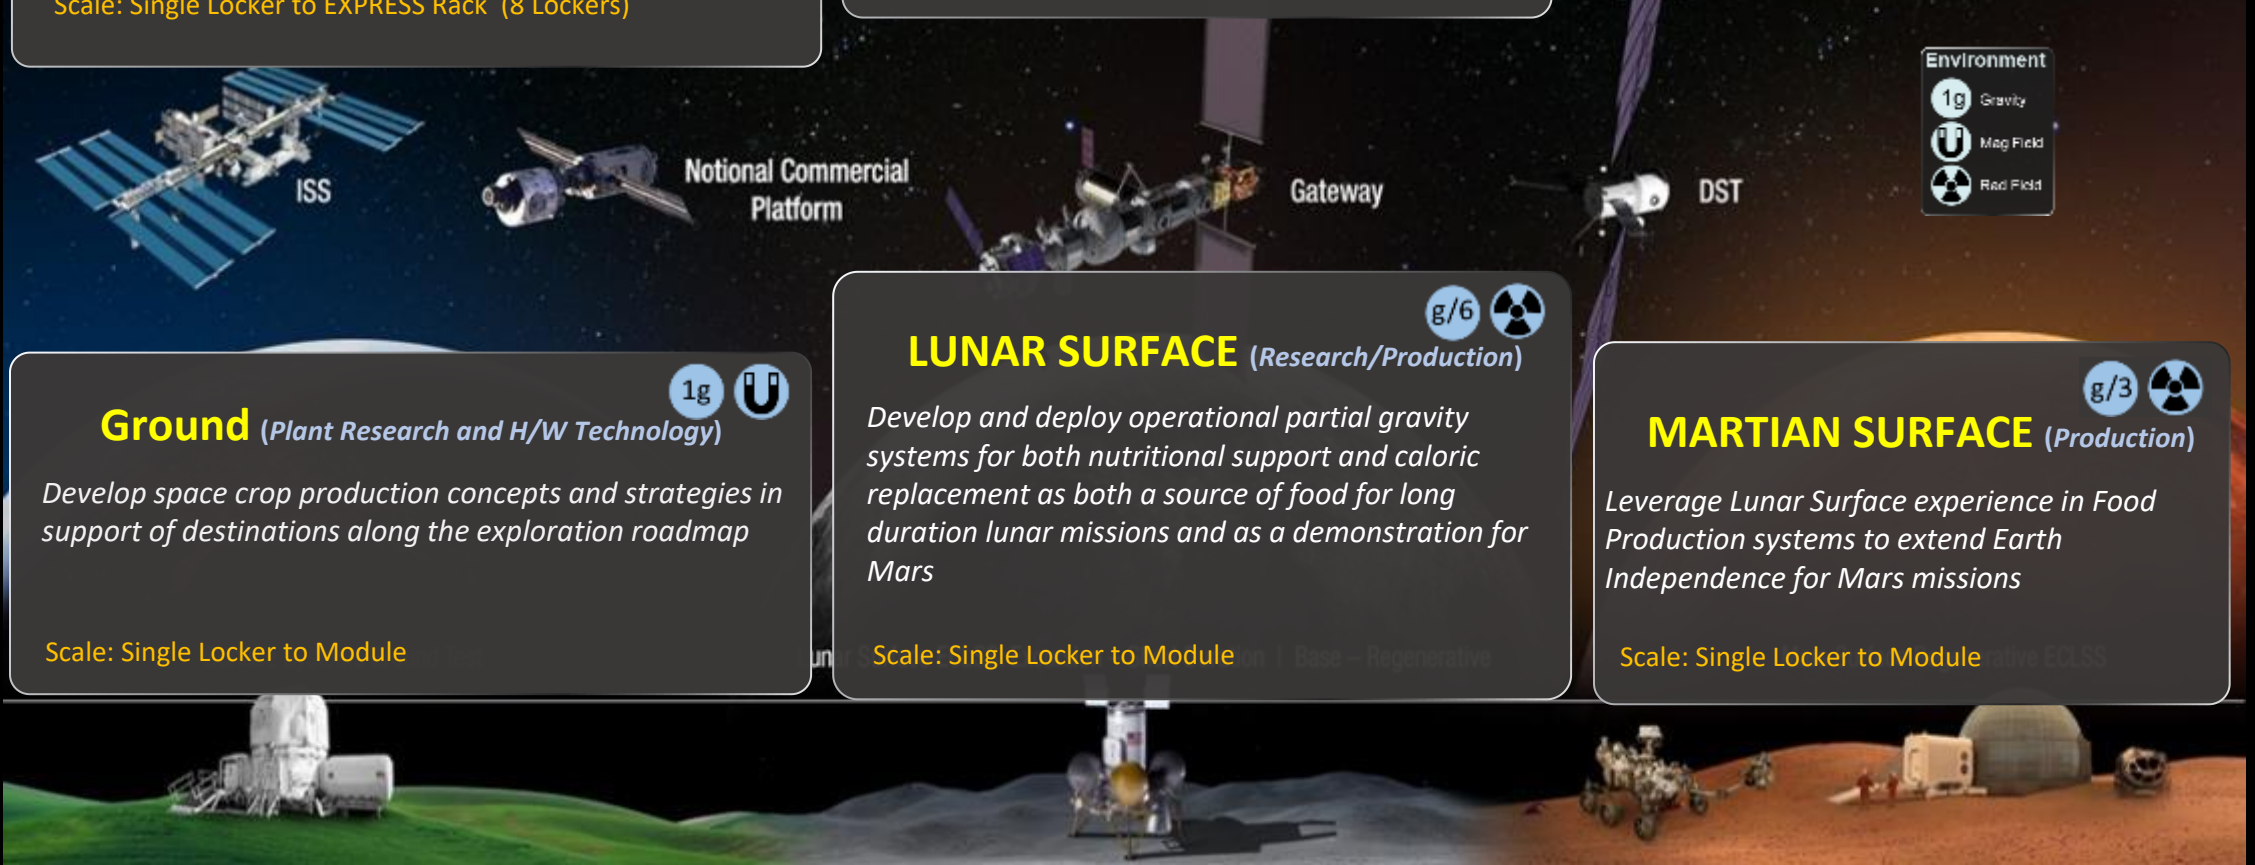 Scale: Single Locker to EXPRESS Rack (8 Lockers)
Environment
1g Gravity
Mag Field
Rad Field
ISS
Notional Commercial
Platform
Gateway
DST
1g
Ground (Plant Research and H/W Technology)
Develop space crop production concepts and strategies in
support of destinations along the exploration roadmap
Scale: Single Locker to Module
g/6
LUNAR SURFACE (Research/Production)
Develop and deploy operational partial gravity
systems for both nutritional support and caloric
replacement as both a source of food for long
duration lunar missions and as a demonstration for
Mars
Scale: Single Locker to Module
Base – Regenerative
g/3
MARTIAN SURFACE (Production)
Leverage Lunar Surface experience in Food
Production systems to extend Earth
Independence for Mars missions
Scale: Single Locker to Module
ECLSS